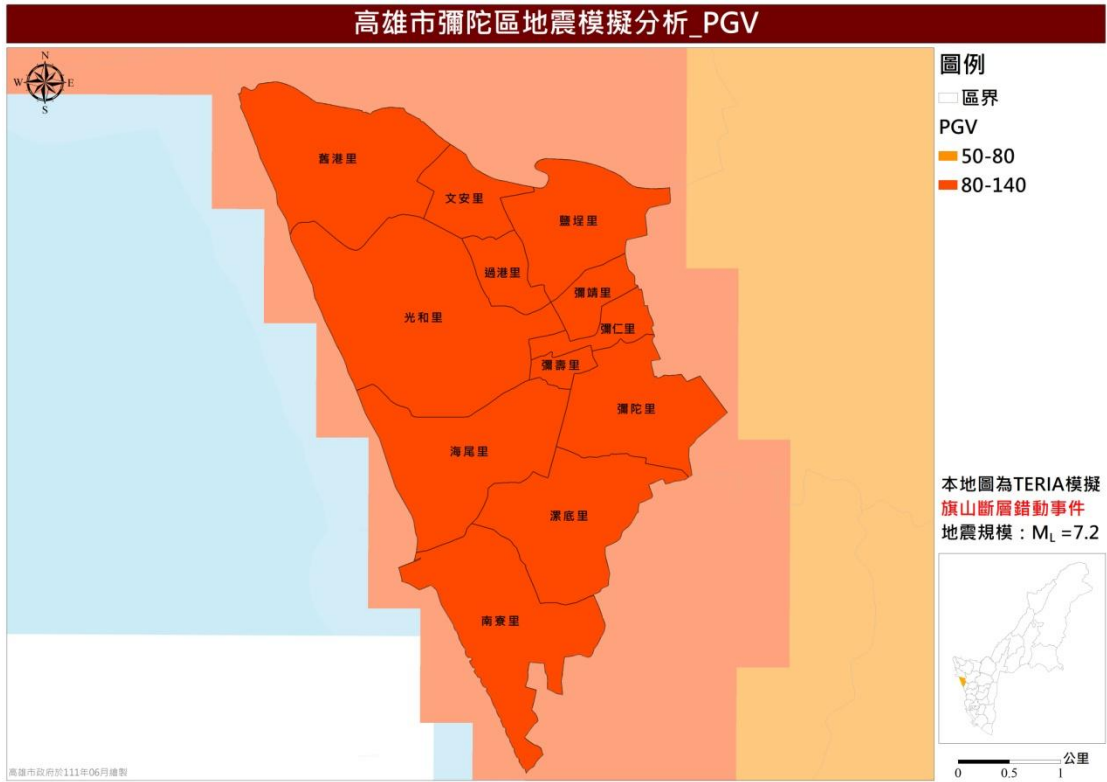 高雄市彌陀區地震模擬分析_PGV
N
W
E
S
舊港里
文安里
鹽埕里
過港里
彌靖里
光和里
彌仁里
彌壽里
彌陀里
海尾里
漯底里
南寮里
圖例
區界
PGV
50-80
80-140
本地圖為TERIA模擬
旗山斷層錯動事件
地震規模：ML =7.2
公里
0 0.5 1
高雄市政府於111年06月繪製